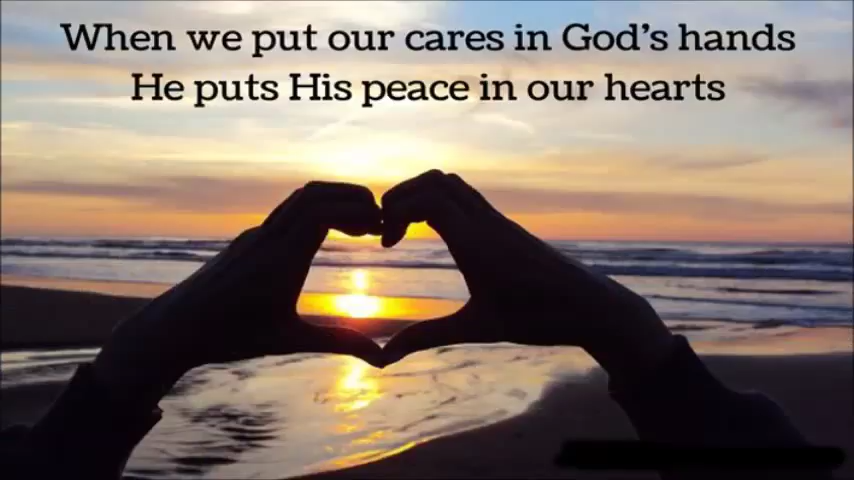 When we put our cares in God's hands
He puts His peace in our hearts